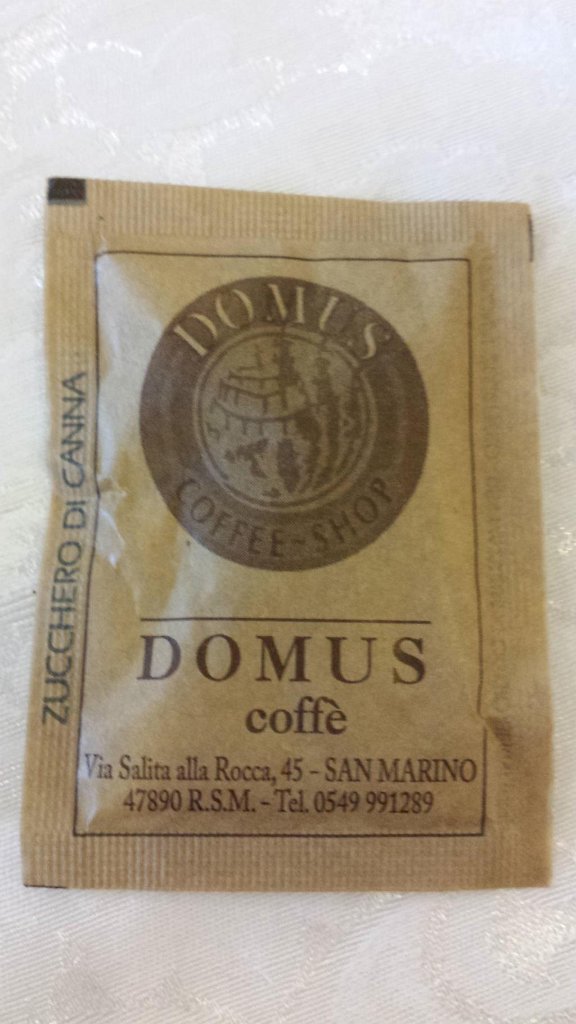 DOMUS
COFFEE~SHOP
ZUCCHERO DI CANNA
DOMUS
coffè
Via Salita alla Rocca, 45 - SAN MARINO
47890 R.S.M. - Tel. 0549 991289